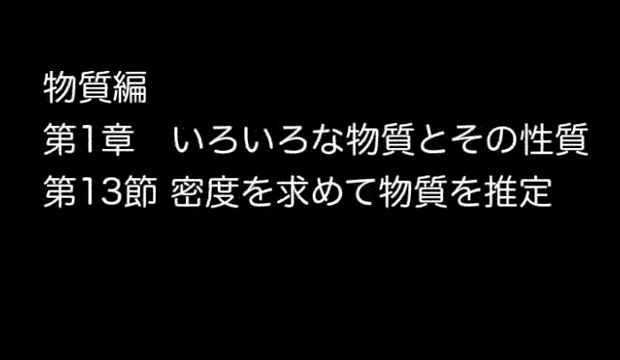 物質編
第1章　いろいろな物質とその性質
第13節 密度を求めて物質を推定